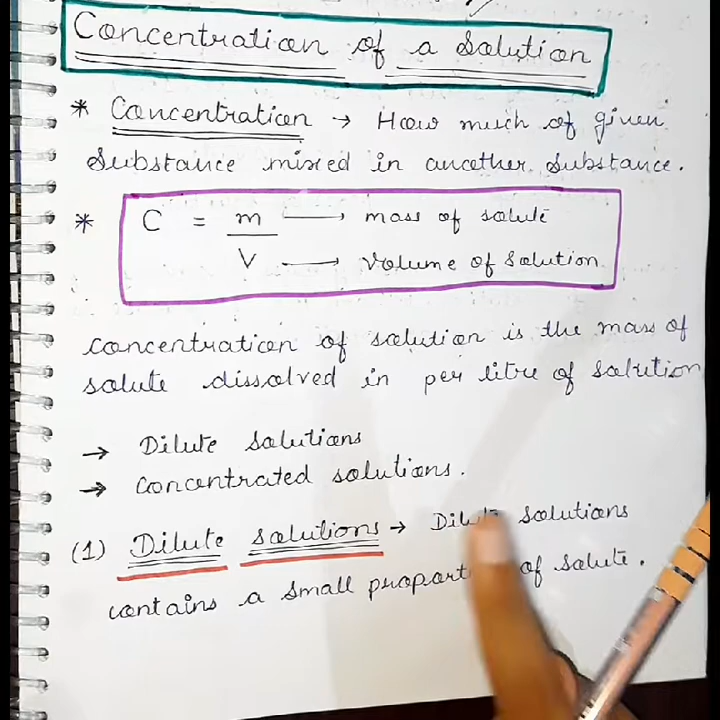 Concentration of a Solution
* Concentration → How much of given
substance mixed in another substance.
* C = m → mass of solute
V → Volume of solution
concentration of solution is the mass of
solute dissolved in per litre of solution
→ Dilute solutions
→ Concentrated solutions.
(1) Dilute solutions → Dilute solutions
contains a small of solute.